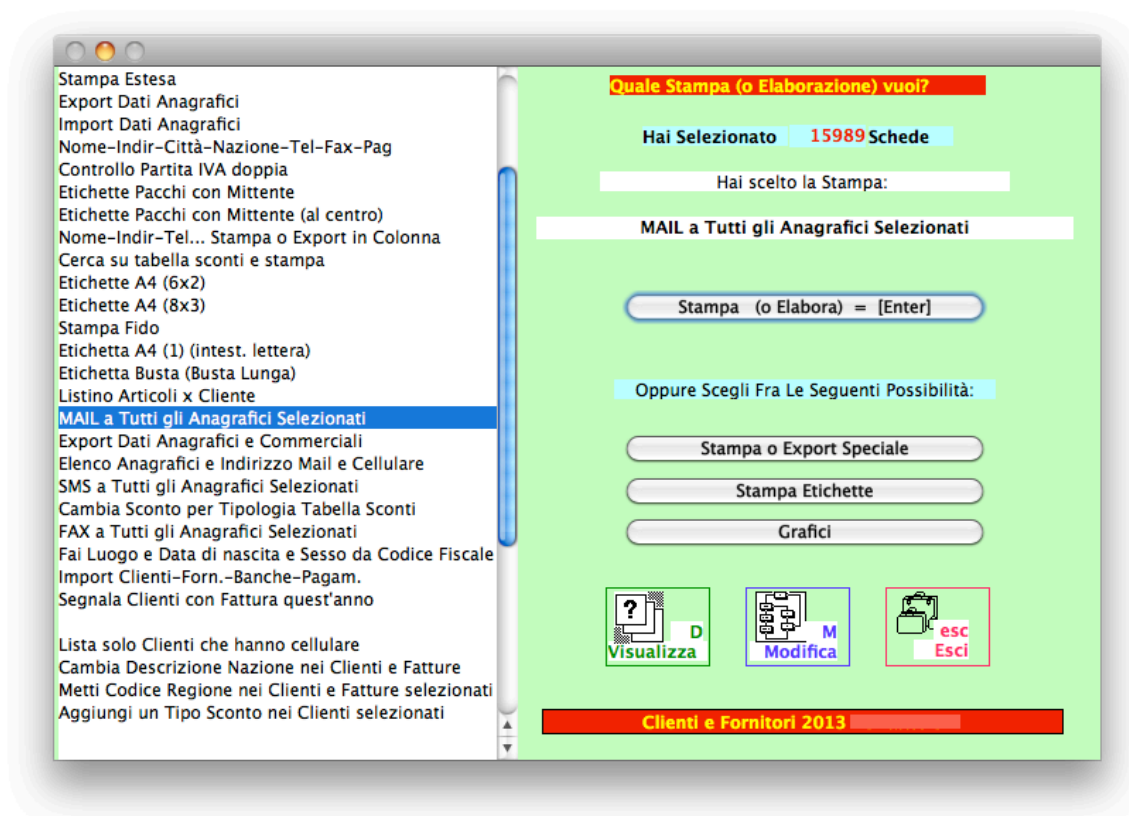 Stampa Estesa
Export Dati Anagrafici
Import Dati Anagrafici
Nome-Indir-Città-Nazione-Tel-Fax-Pag
Controllo Partita IVA doppia
Etichette Pacchi con Mittente
Etichette Pacchi con Mittente (al centro)
Nome-Indir-Tel... Stampa o Export in Colonna
Cerca su tabella sconti e stampa
Etichette A4 (6x2)
Etichette A4 (8x3)
Stampa Fido
Etichetta A4 (1) (intest. lettera)
Etichetta Busta (Busta Lunga)
Listino Articoli x Cliente
MAIL a Tutti gli Anagrafici Selezionati
Export Dati Anagrafici e Commerciali
Elenco Anagrafici e Indirizzo Mail e Cellulare
SMS a Tutti gli Anagrafici Selezionati
Cambia Sconto per Tipologia Tabella Sconti
FAX a Tutti gli Anagrafici Selezionati
Fai Luogo e Data di nascita e Sesso da Codice Fiscale
Import Clienti-Forn.-Banche-Pagam.
Segnala Clienti con Fattura quest'anno
Lista solo Clienti che hanno cellulare
Cambia Descrizione Nazione nei Clienti e Fatture
Metti Codice Regione nei Clienti e Fatture selezionati
Aggiungi un Tipo Sconto nei Clienti selezionati
Quale Stampa (o Elaborazione) vuoi?
Hai Selezionato 15989 Schede
Hai scelto la Stampa:
MAIL a Tutti gli Anagrafici Selezionati
Stampa (o Elabora) = [Enter]
Oppure Scegli Fra Le Seguenti Possibilità:
Stampa o Export Speciale
Stampa Etichette
Grafici
?
D
Visualizza
M
Modifica
esc
Esci
Clienti e Fornitori 2013